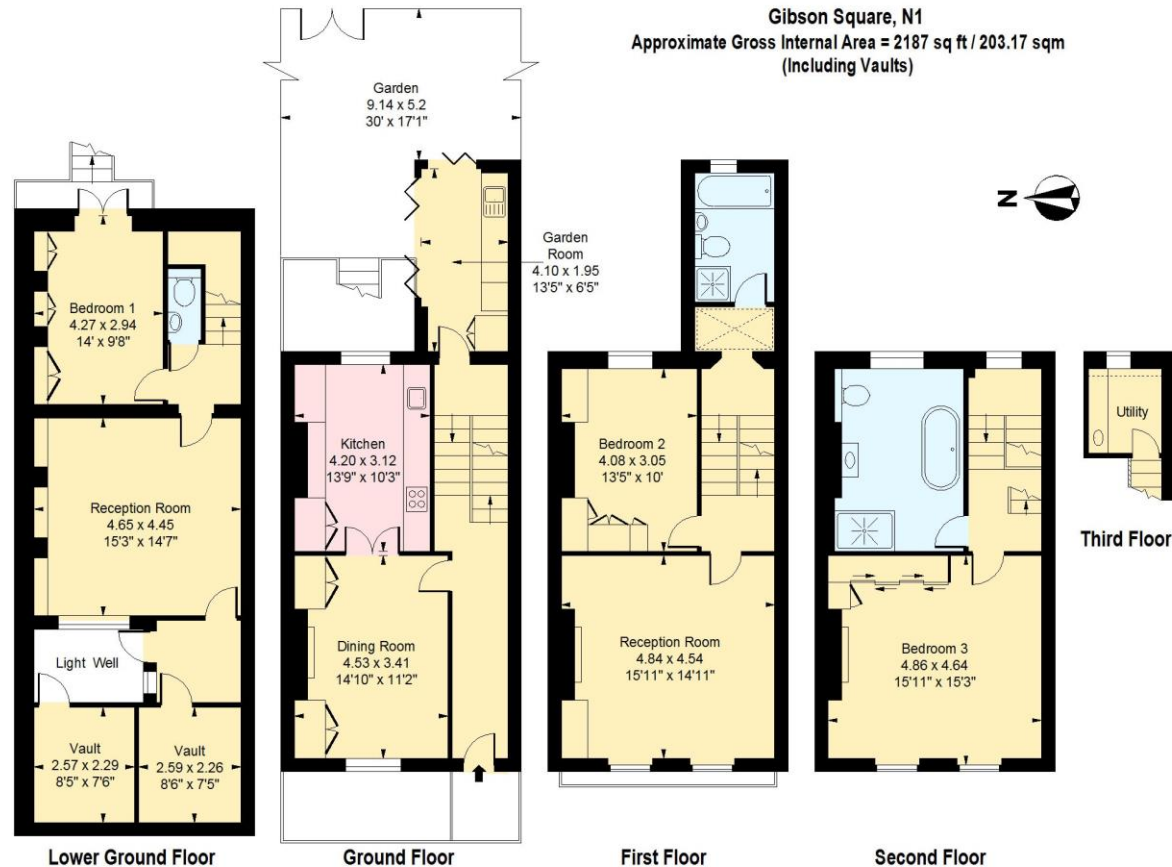 Gibson Square, N1
Approximate Gross Internal Area = 2187 sq ft / 203.17 sqm
(Including Vaults)
N
Bedroom 1
4.27 x 2.94
14' x 9'8"
Reception Room
4.65 x 4.45
15'3" x 14'7"
Light Well
Vault
2.57 x 2.29
8'5" x 7'6"
Vault
2.59 x 2.26
8'6" x 7'5"
Lower Ground Floor
Garden
9.14 x 5.2
30' x 17'1"
Garden
Room
4.10 x 1.95
13'5" x 6'5"
Kitchen
4.20 x 3.12
13'9" x 10'3"
Dining Room
4.53 x 3.41
14'10" x 11'2"
Ground Floor
Bedroom 2
4.08 x 3.05
13'5" x 10'
Reception Room
4.84 x 4.54
15'11" x 14'11"
First Floor
Bedroom 3
4.86 x 4.64
15'11" x 15'3"
Second Floor
Utility
Third Floor